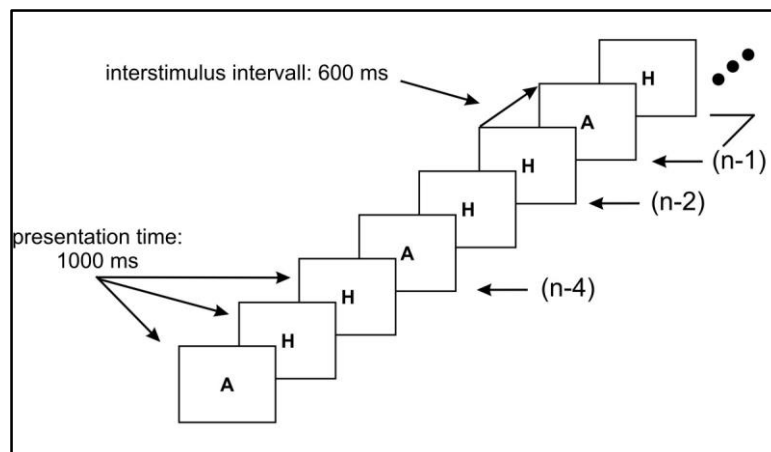 H
interstimulus intervall: 600 ms
A
(n-1)
H
(n-2)
H
A
presentation time:
1000 ms
(n-4)
H
H
A